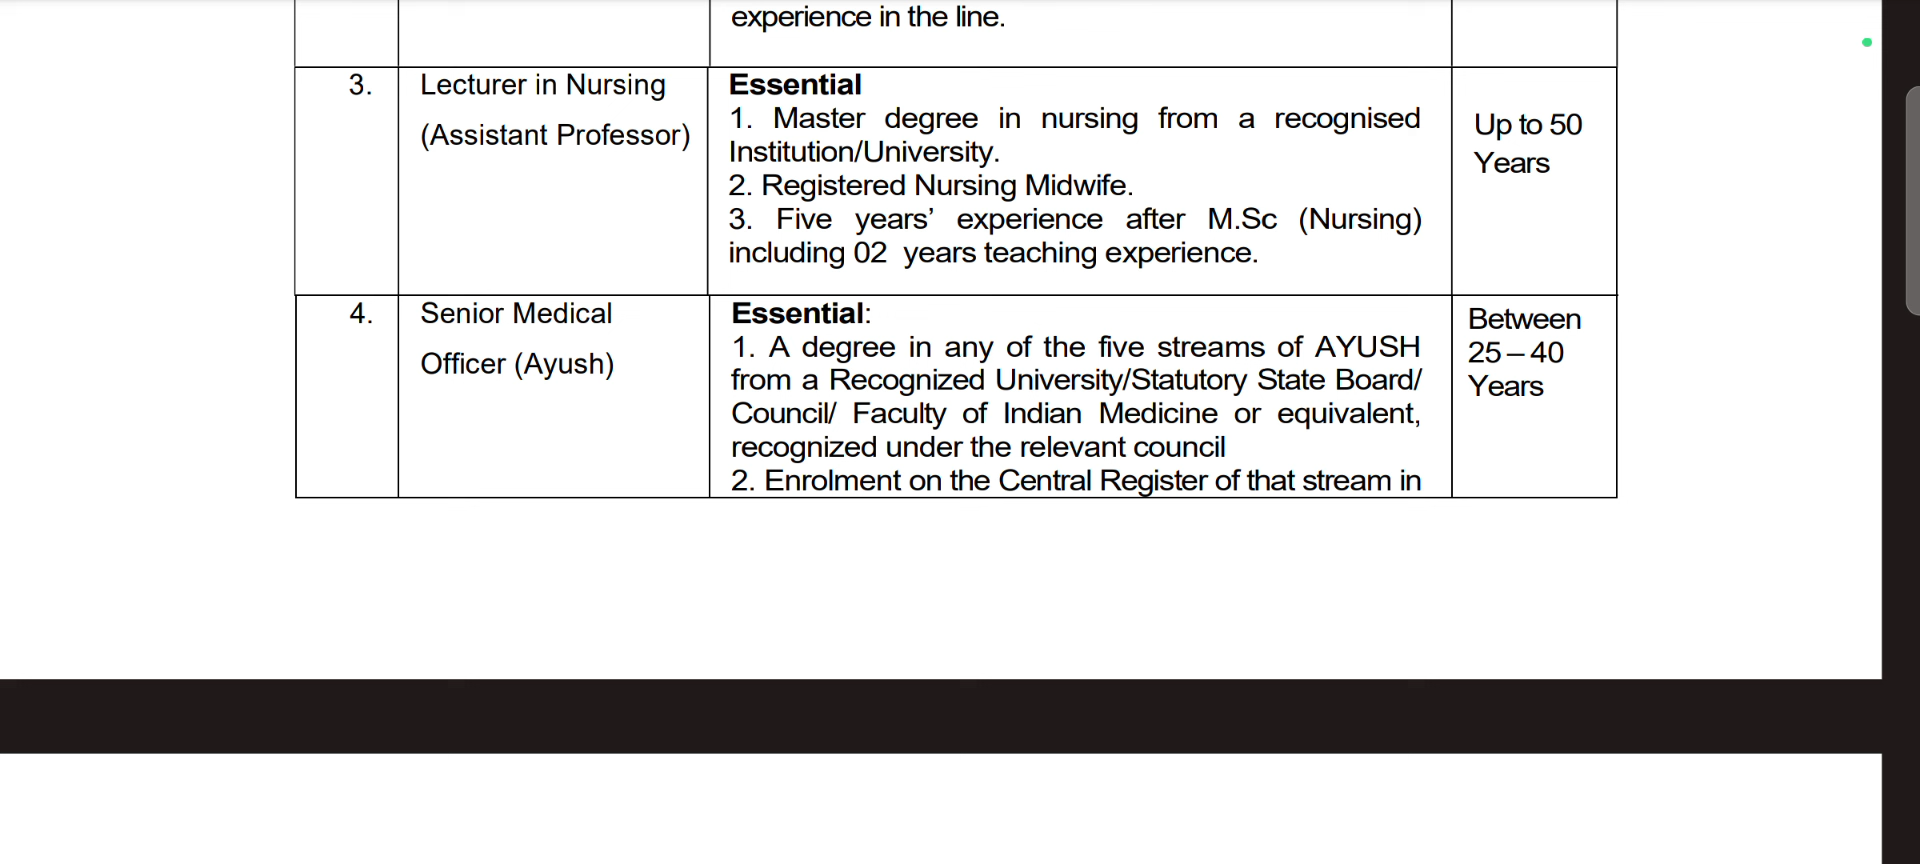 experience in the line.
3.
Lecturer in Nursing
(Assistant Professor)
Essential
1. Master degree in nursing from a recognised
Institution/University.
2. Registered Nursing Midwife.
3. Five years’ experience after M.Sc (Nursing)
including 02 years teaching experience.
Up to 50
Years
4.
Senior Medical
Officer (Ayush)
Essential:
1. A degree in any of the five streams of AYUSH
from a Recognized University/Statutory State Board/
Council/ Faculty of Indian Medicine or equivalent,
recognized under the relevant council
2. Enrolment on the Central Register of that stream in
Between
25 – 40
Years